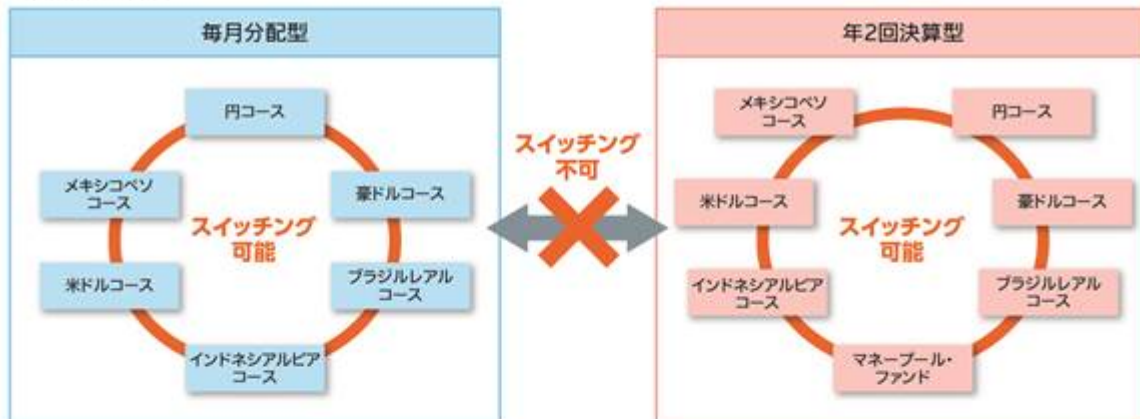 毎月分配型
円コース
メキシコペソ
コース
豪ドルコース
スイッチング
可能
米ドルコース
ブラジルレアル
コース
インドネシアルピア
コース
スイッチング
不可
年2回決算型
メキシコペソ
コース
円コース
米ドルコース
豪ドルコース
スイッチング
可能
インドネシアルピア
コース
ブラジルレアル
コース
マネープール・
ファンド